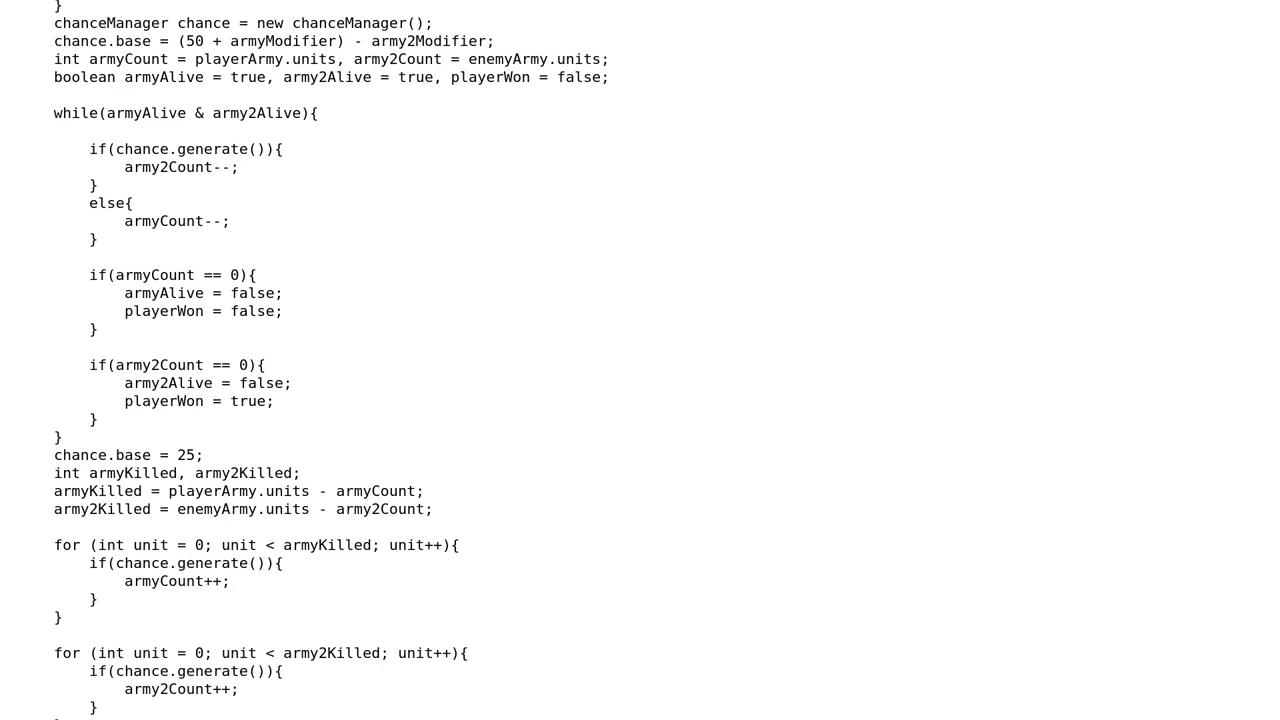 }
chanceManager chance = new chanceManager();
chance.base = (50 + armyModifier) - army2Modifier;
int armyCount = playerArmy.units, army2Count = enemyArmy.units;
boolean armyAlive = true, army2Alive = true, playerWon = false;
while(armyAlive & army2Alive){
if(chance.generate()){
army2Count--;
}
else{
armyCount--;
}
if(armyCount == 0){
armyAlive = false;
playerWon = false;
}
if(army2Count == 0){
army2Alive = false;
playerWon = true;
}
}
chance.base = 25;
int armyKilled, army2Killed;
armyKilled = playerArmy.units - armyCount;
army2Killed = enemyArmy.units - army2Count;
for (int unit = 0; unit < armyKilled; unit++){
if(chance.generate()){
armyCount++;
}
}
for (int unit = 0; unit < army2Killed; unit++){
if(chance.generate()){
army2Count++;
}